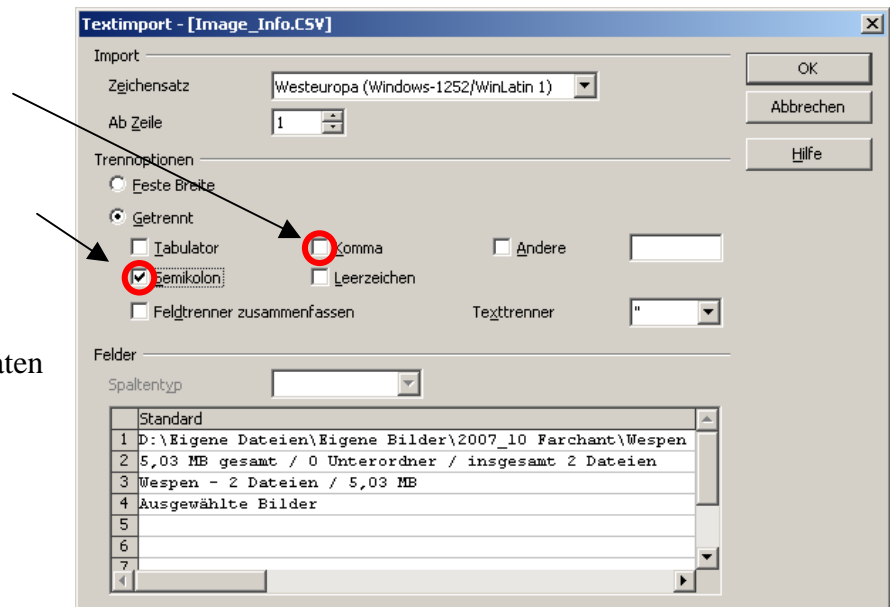 Textimport - [Image_Info.CSV]
Import
Zeichensatz Westeuropa (Windows-1252/WinLatin 1)
Ab Zeile 1
OK
Abbrechen
Hilfe
Trennoptionen
Feste Breite
Getrennt
Tabulator Komma Andere
Semikolon Leerzeichen
Feldtrenner zusammenfassen Texttrenner "
aten
Felder
Spaltentyp
Standard
1 D:\Eigene Dateien\Eigene Bilder\2007_10 Farchant\Wespen
2 5,03 MB gesamt / 0 Unterordner / insgesamt 2 Dateien
3 Wespen - 2 Dateien / 5,03 MB
4 Ausgewählte Bilder
5
6
7